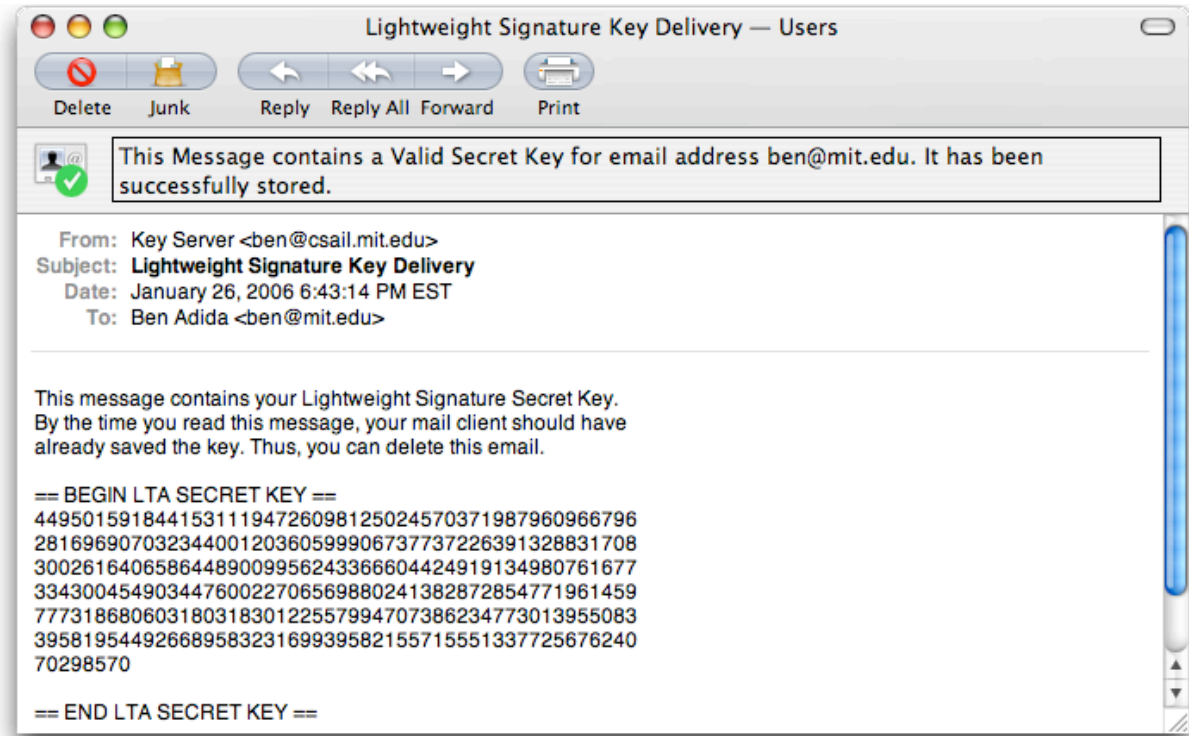 Lightweight Signature Key Delivery — Users
Delete Junk Reply Reply All Forward Print
This Message contains a Valid Secret Key for email address ben@mit.edu. It has been
successfully stored.
From: Key Server <ben@csail.mit.edu>
Subject: Lightweight Signature Key Delivery
Date: January 26, 2006 6:43:14 PM EST
To: Ben Adida <ben@mit.edu>
This message contains your Lightweight Signature Secret Key.
By the time you read this message, your mail client should have
already saved the key. Thus, you can delete this email.
== BEGIN LTA SECRET KEY ==
44950159184415311194726098125024570371987960966796
28169690703234400120360599906737737226391328831708
30026164065864489009956243366604424919134980761677
334300454903447600227065698802413828728547719614​59
77731868060318031830122557994707386234773013955083
395819544926689583231699395821557155513377256762​40
70298570
== END LTA SECRET KEY ==